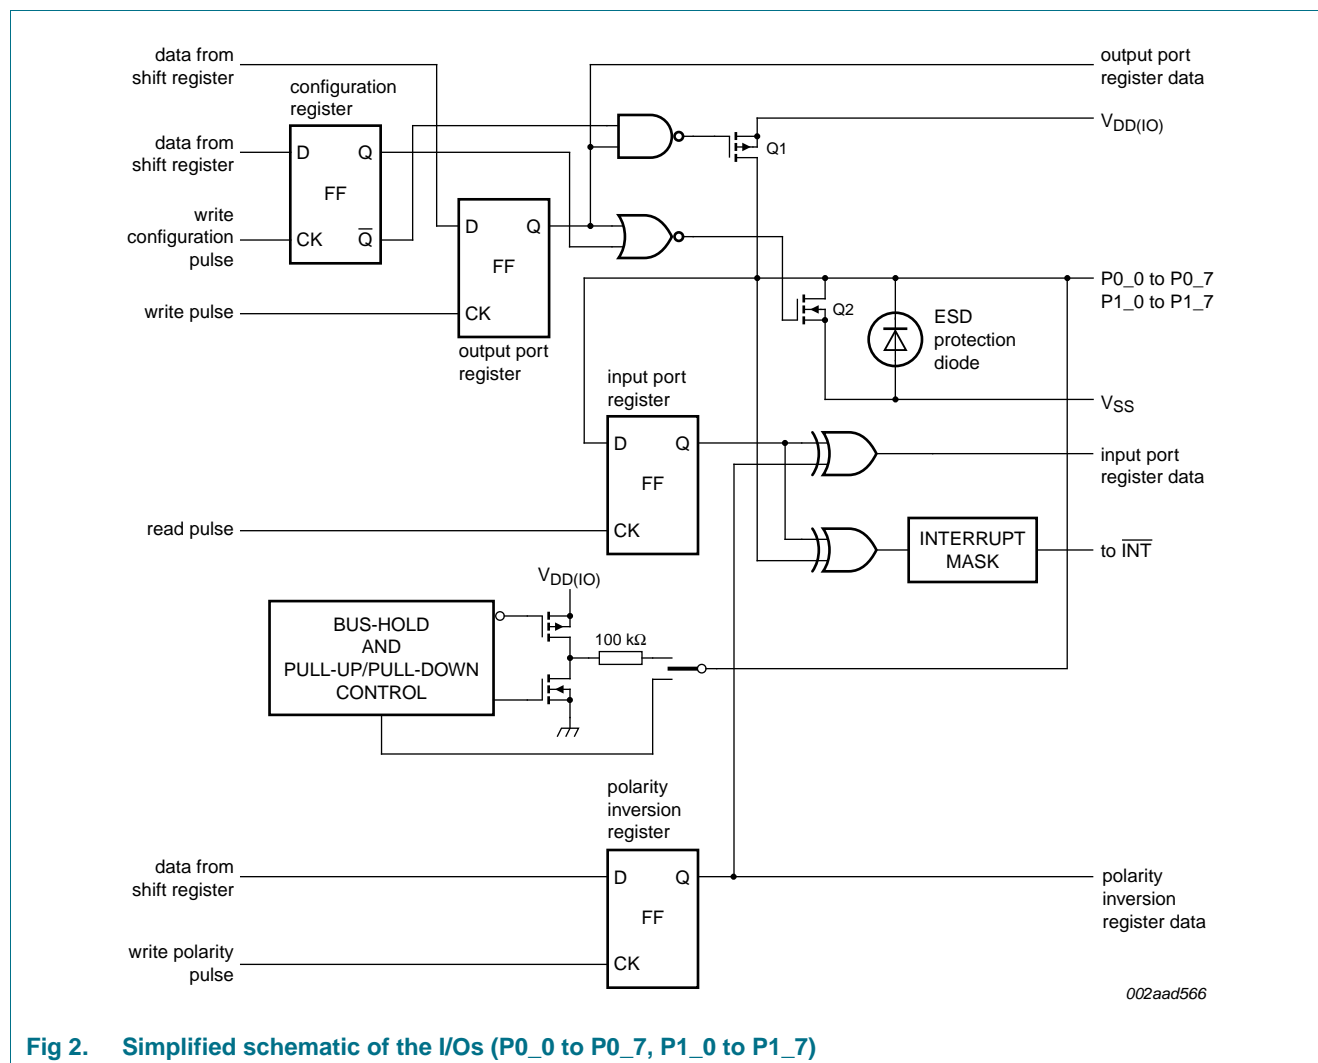 data from
shift register
output port
register data
configuration
register
V_DD(IO)
Q1
data from
shift register
D Q
FF
CK Q̅
write
configuration
pulse
D Q
FF
CK
write pulse
output port
register
P0_0 to P0_7
P1_0 to P1_7
Q2
ESD
protection
diode
V_SS
input port
register
D Q
FF
CK
input port
register data
read pulse
INTERRUPT
MASK
to I̅N̅T̅
V_DD(IO)
BUS-HOLD
AND
PULL-UP/PULL-DOWN
CONTROL
100 kΩ
polarity
inversion
register
data from
shift register
D Q
FF
CK
polarity
inversion
register data
write polarity
pulse
002aad566
Fig 2. Simplified schematic of the I/Os (P0_0 to P0_7, P1_0 to P1_7)